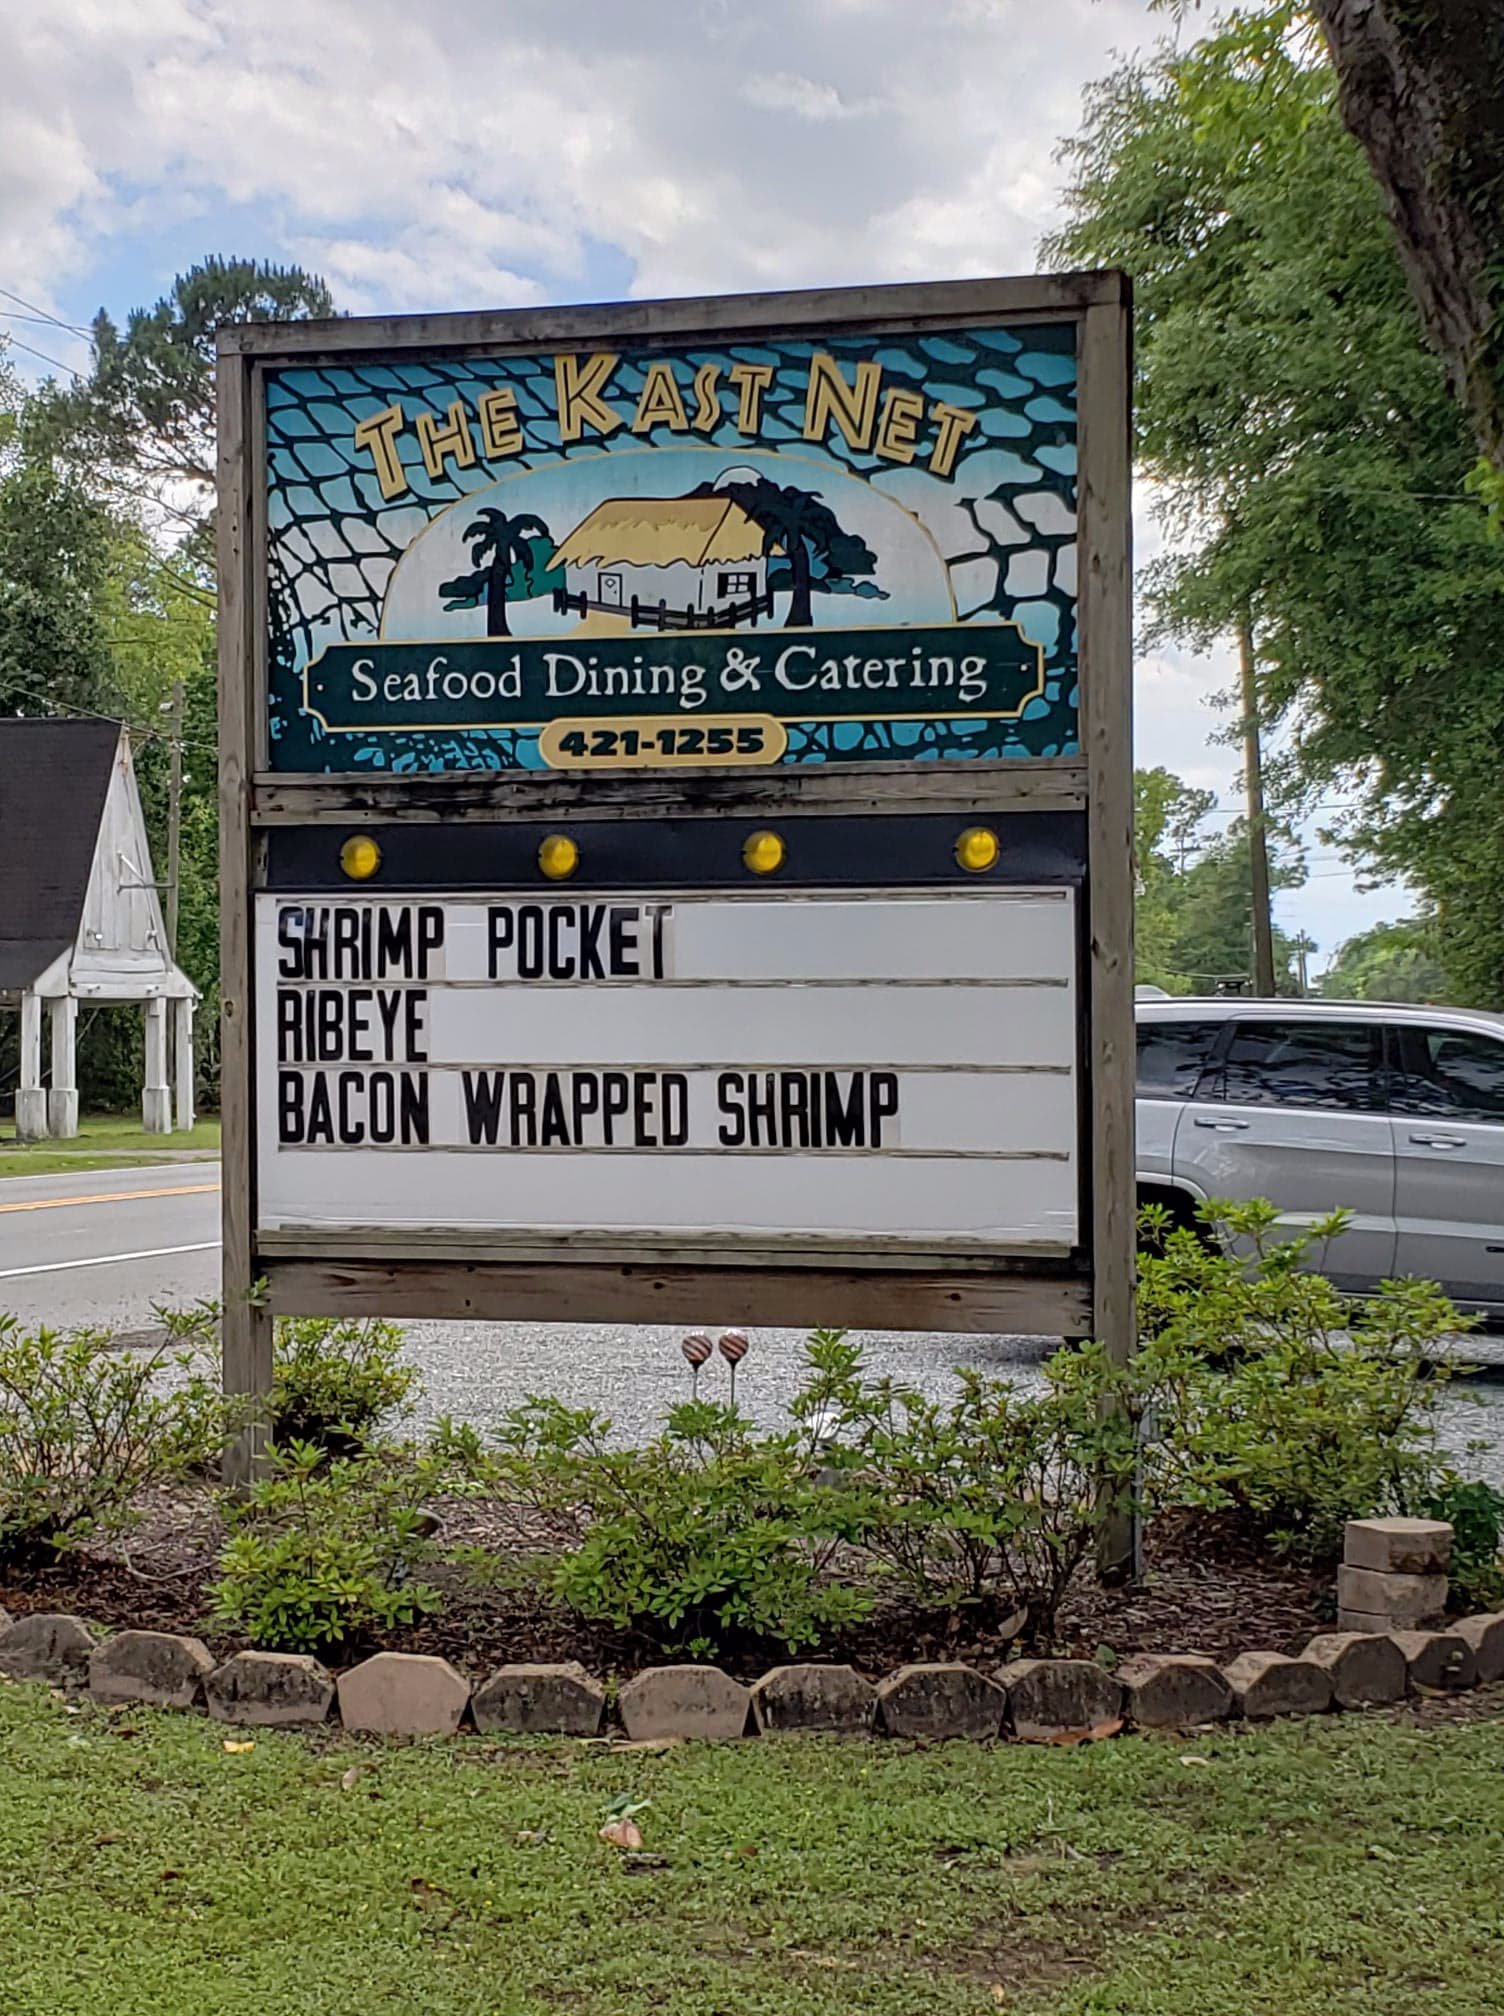 THE KAST NET
Seafood Dining & Catering
421-1255
SHRIMP POCKET
RIBEYE
BACON WRAPPED SHRIMP